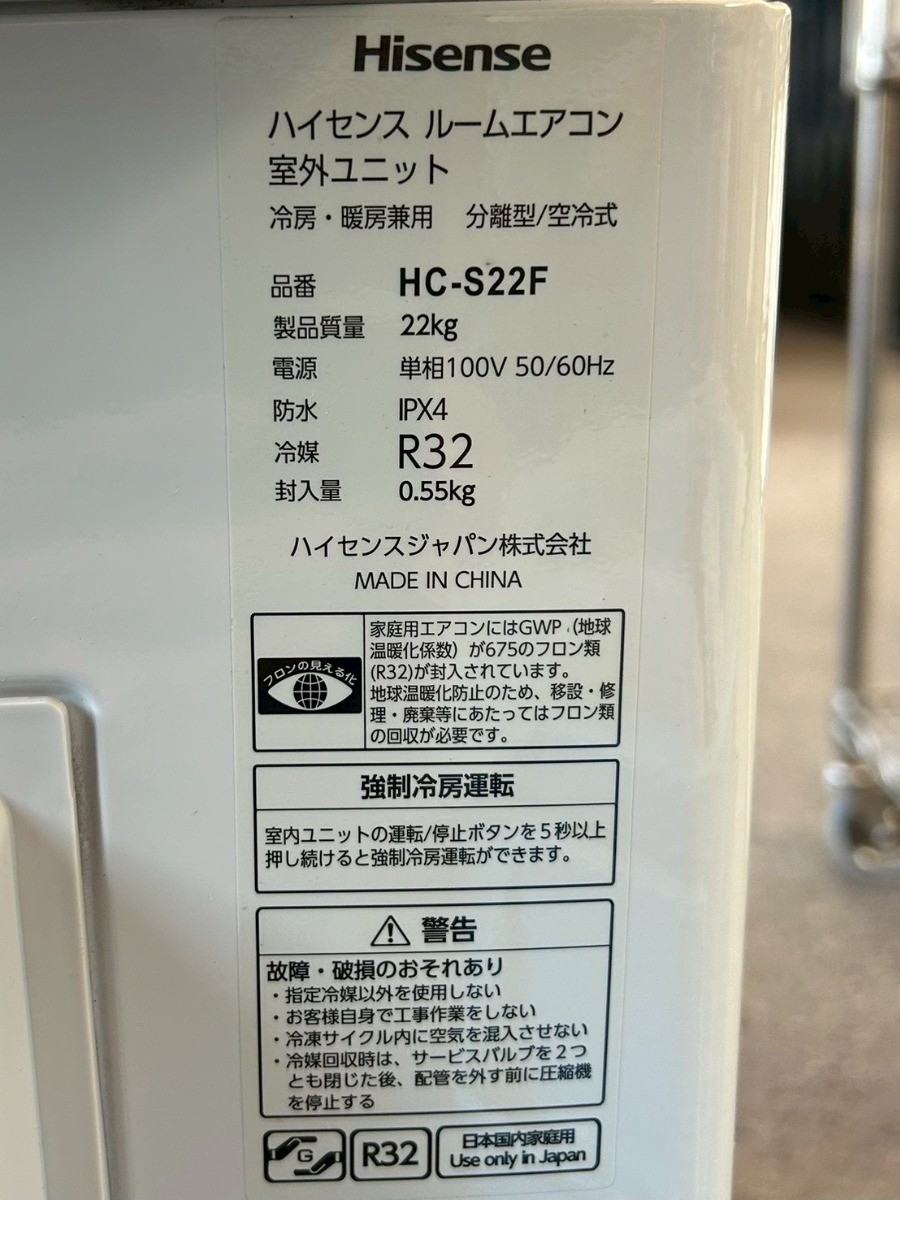 Hisense
ハイセンス ルームエアコン
室外ユニット
冷房・暖房兼用 分離型/空冷式
品番 HC-S22F
製品質量 22kg
電源 単相100V 50/60Hz
防水 IPX4
冷媒 R32
封入量 0.55kg
ハイセンスジャパン株式会社
MADE IN CHINA
フロンの見える化
家庭用エアコンにはGWP（地球
温暖化係数）が675のフロン類
(R32)が封入されています。
地球温暖化防止のため、移設・修
理・廃棄等にあたってはフロン類
の回収が必要です。
強制冷房運転
室内ユニットの運転/停止ボタンを5秒以上
押し続けると強制冷房運転ができます。
警告
故障・破損のおそれあり
・指定冷媒以外を使用しない
・お客様自身で工事作業をしない
・冷凍サイクル内に空気を混入させない
・冷媒回収時は、サービスバルブを2つ
とも閉じた後、配管を外す前に圧縮機
を停止する
G
R32
日本国内家庭用
Use only in Japan